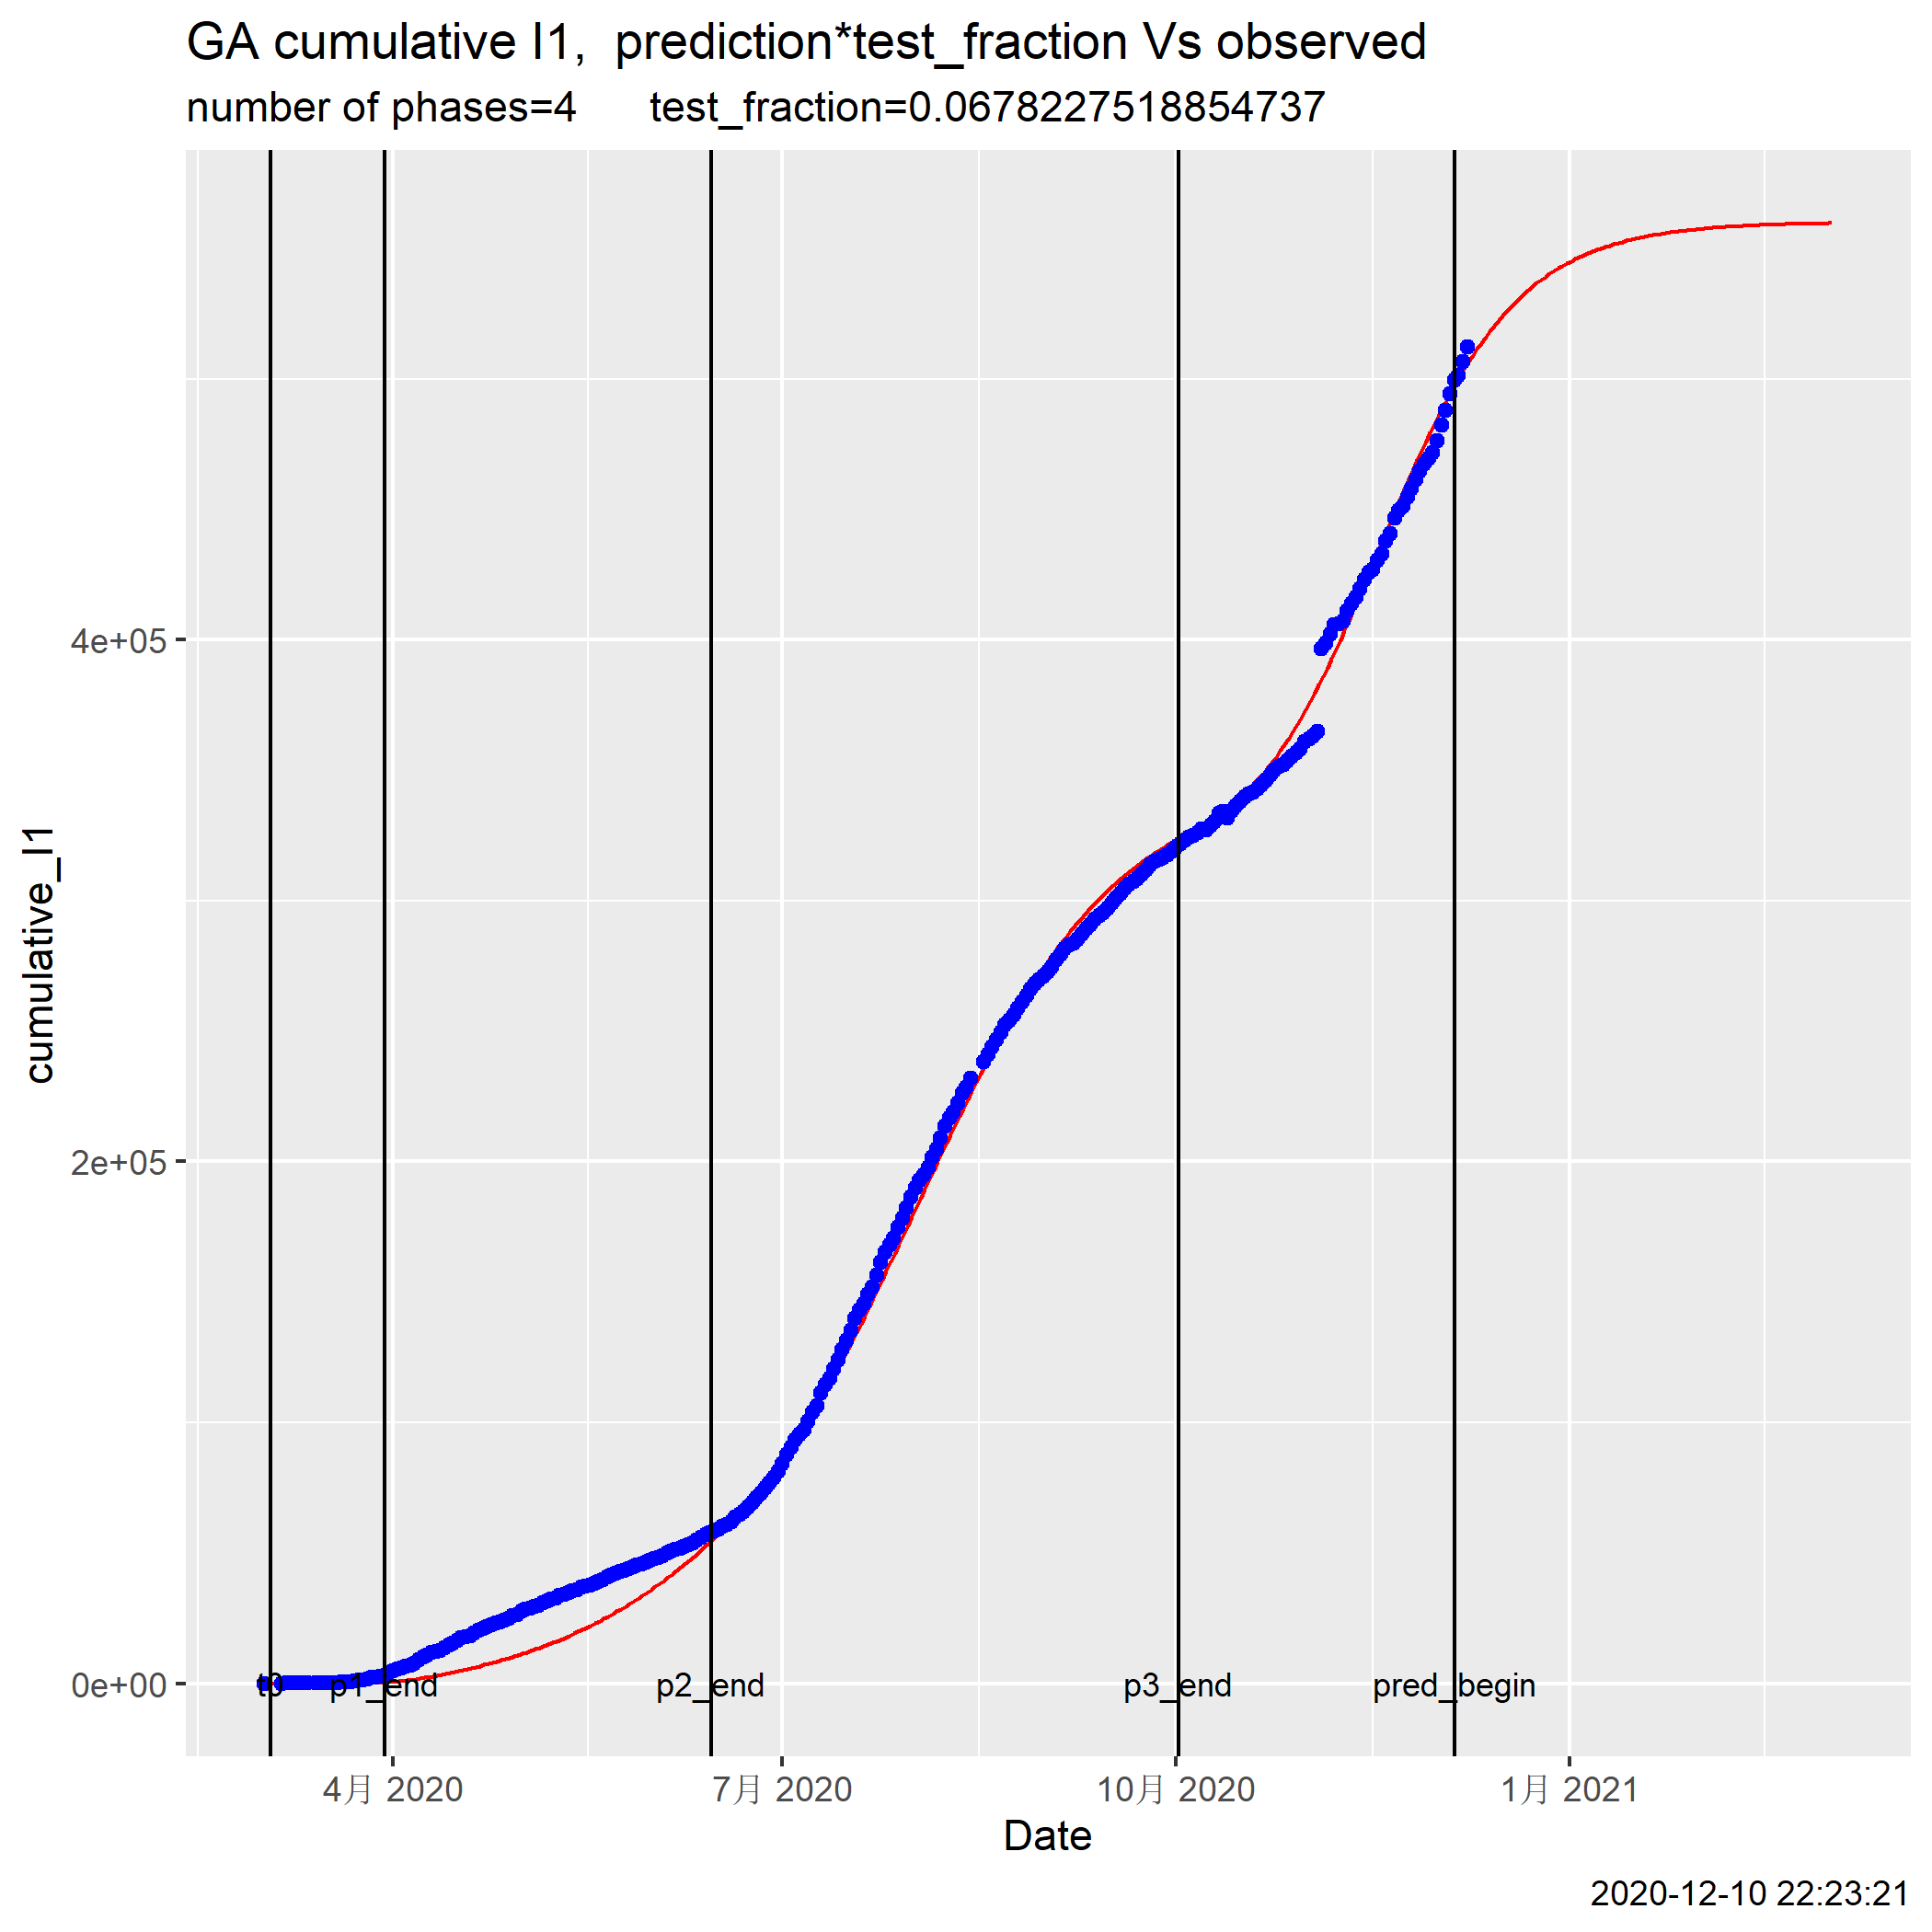 GA cumulative I1,  prediction*test_fraction Vs observed
number of phases=4      test_fraction=0.0678227518854737
cumulative_I1
4e+05
2e+05
0e+00
t0
p1_end
p2_end
p3_end
pred_begin
4月 2020
7月 2020
10月 2020
1月 2021
Date
2020-12-10 22:23:21